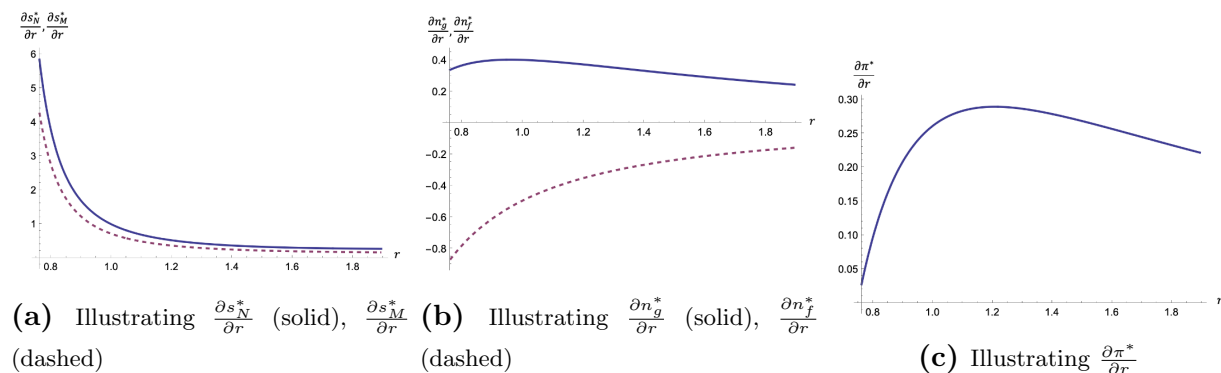 ∂s*_N/∂r, ∂s*_M/∂r
6
5
4
3
2
1
0.8 1.0 1.2 1.4 1.6 1.8 r
(a) Illustrating ∂s*_N/∂r (solid), ∂s*_M/∂r
(dashed)
∂n*_g/∂r, ∂n*_f/∂r
0.4
0.2
0.8 1.0 1.2 1.4 1.6 1.8 r
−0.2
−0.4
−0.6
−0.8
(b) Illustrating ∂n*_g/∂r (solid), ∂n*_f/∂r
(dashed)
∂π*/∂r
0.30
0.25
0.20
0.15
0.10
0.05
0.8 1.0 1.2 1.4 1.6 1.8 r
(c) Illustrating ∂π*/∂r